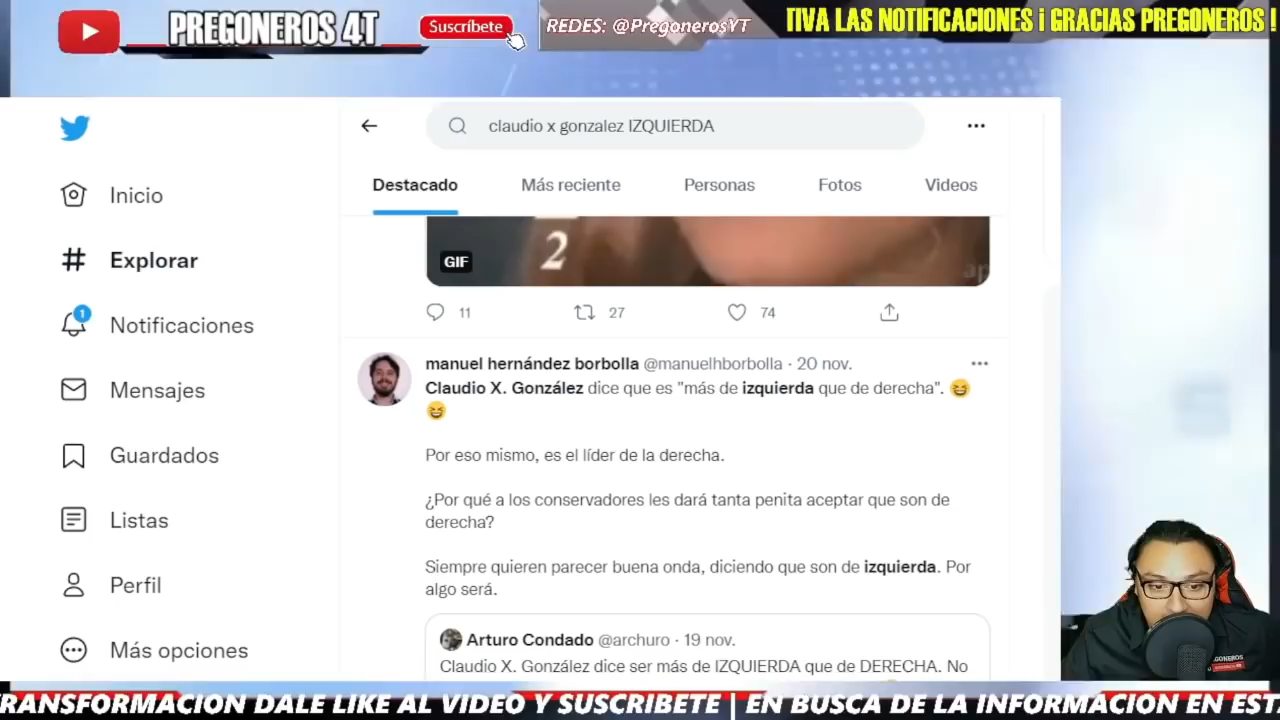 PREGONEROS 4T
Suscríbete
REDES: @PregonerosYT
TIVA LAS NOTIFICACIONES ¡ GRACIAS PREGONEROS !
claudio x gonzalez IZQUIERDA
Destacado
Más reciente
Personas
Fotos
Videos
Inicio
Explorar
1
Notificaciones
Mensajes
Guardados
Listas
Perfil
Más opciones
2
GIF
11
27
74
manuel hernández borbolla @manuelhborbolla · 20 nov.
Claudio X. González dice que es "más de izquierda que de derecha". 😆
😆
Por eso mismo, es el líder de la derecha.
¿Por qué a los conservadores les dará tanta penita aceptar que son de
derecha?
Siempre quieren parecer buena onda, diciendo que son de izquierda. Por
algo será.
Arturo Condado @archuro · 19 nov.
Claudio X. González dice ser más de IZQUIERDA que de DERECHA. No
PREGONEROS
TRANSFORMACION DALE LIKE AL VIDEO Y SUSCRIBETE | EN BUSCA DE LA INFORMACION EN ESTA